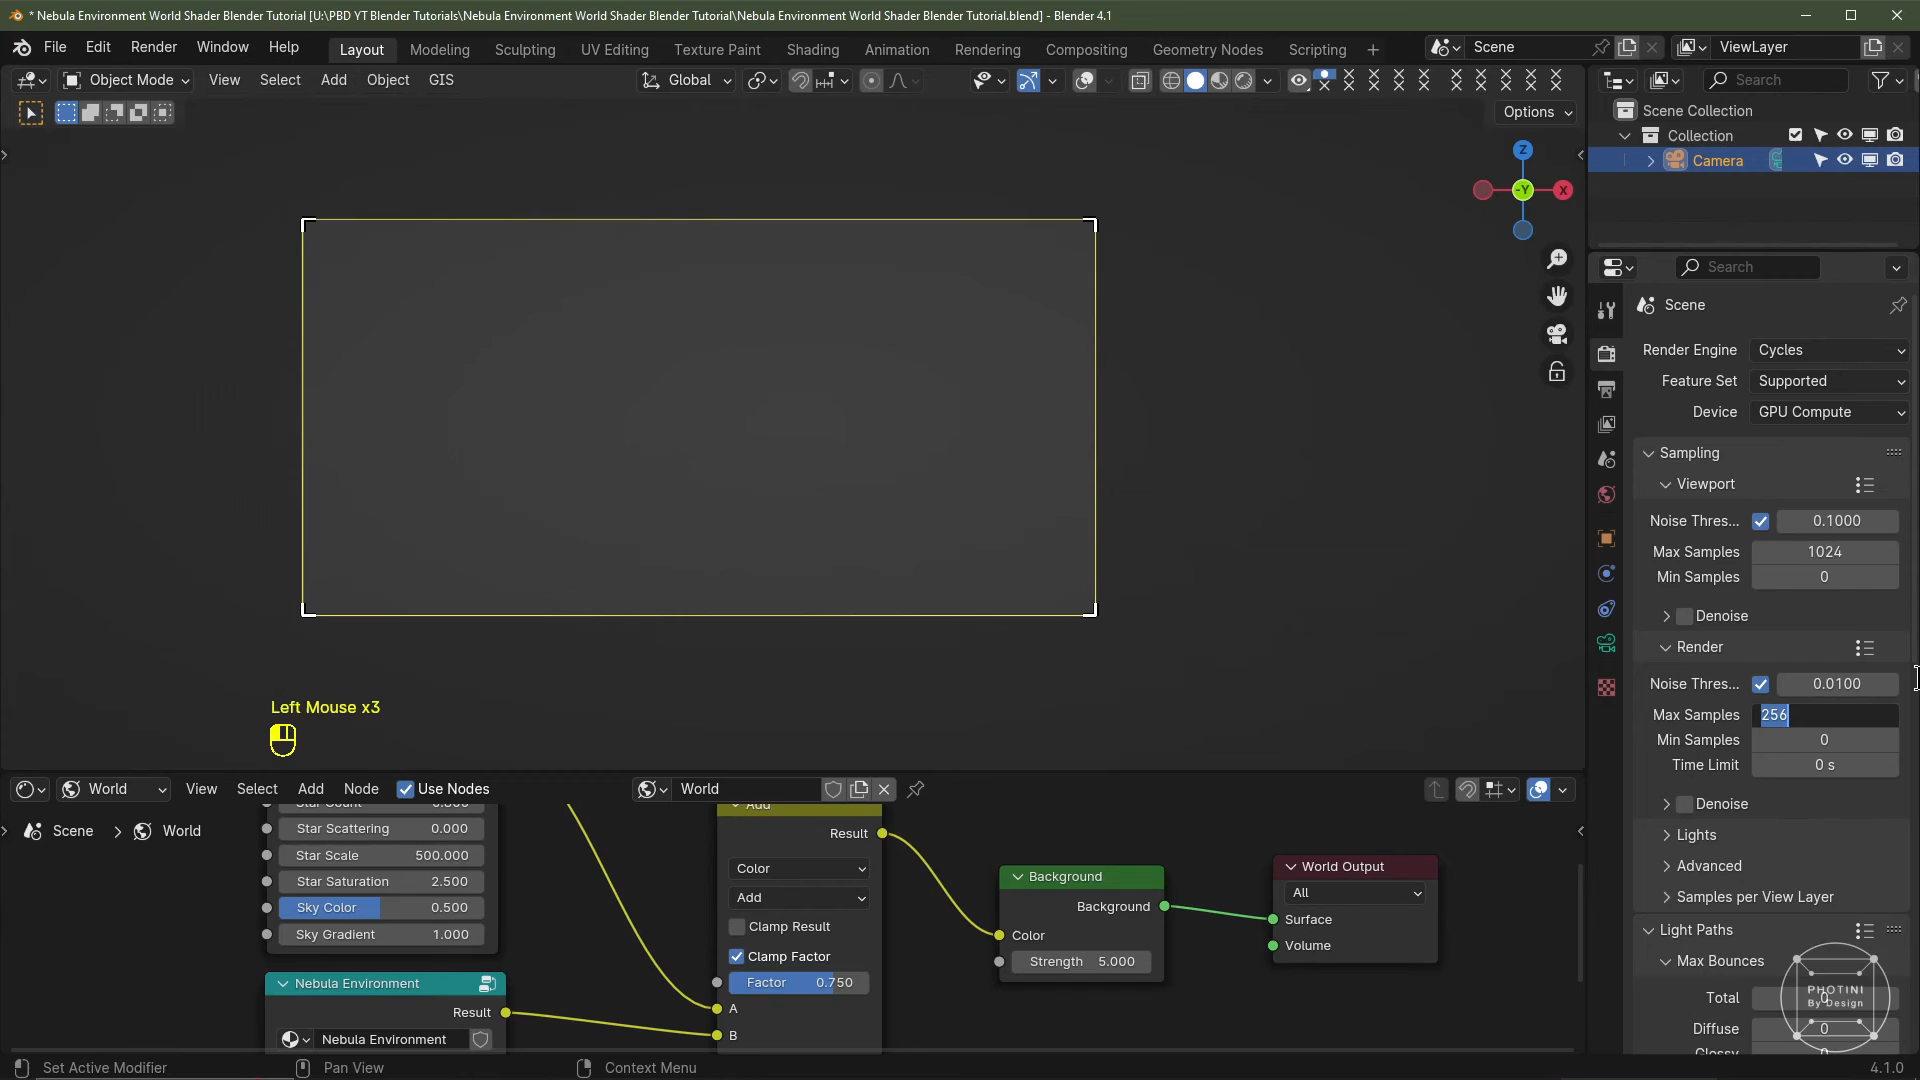 * Nebula Environment World Shader Blender Tutorial [U:\PBD YT Blender Tutorials\Nebula Environment World Shader Blender Tutorial\Nebula Environment World Shader Blender Tutorial.blend] - Blender 4.1
File Edit Render Window Help Layout Modeling Sculpting UV Editing Texture Paint Shading Animation Rendering Compositing Geometry Nodes Scripting + Scene ViewLayer
Object Mode View Select Add Object GIS Global Search
Options
Scene Collection
Collection
Camera
Z
-Y X
Search
Scene
Render Engine Cycles
Feature Set Supported
Device GPU Compute
Sampling
Viewport
Noise Thres... 0.1000
Max Samples 1024
Min Samples 0
Denoise
Render
Noise Thres... 0.0100
Max Samples 256
Min Samples 0
Time Limit 0 s
Denoise
Lights
Advanced
Samples per View Layer
Light Paths
Max Bounces
Total 0
Diffuse 0
PHOTINI
By Design
Left Mouse x3
World View Select Add Node Use Nodes World
Scene > World
Star Scattering 0.000
Star Scale 500.000
Star Saturation 2.500
Sky Color 0.500
Sky Gradient 1.000
Nebula Environment
Result
Nebula Environment
Add
Result
Color
Add
Clamp Result
Clamp Factor
Factor 0.750
A
B
Background
Background
Color
Strength 5.000
World Output
All
Surface
Volume
Set Active Modifier Pan View Context Menu 4.1.0